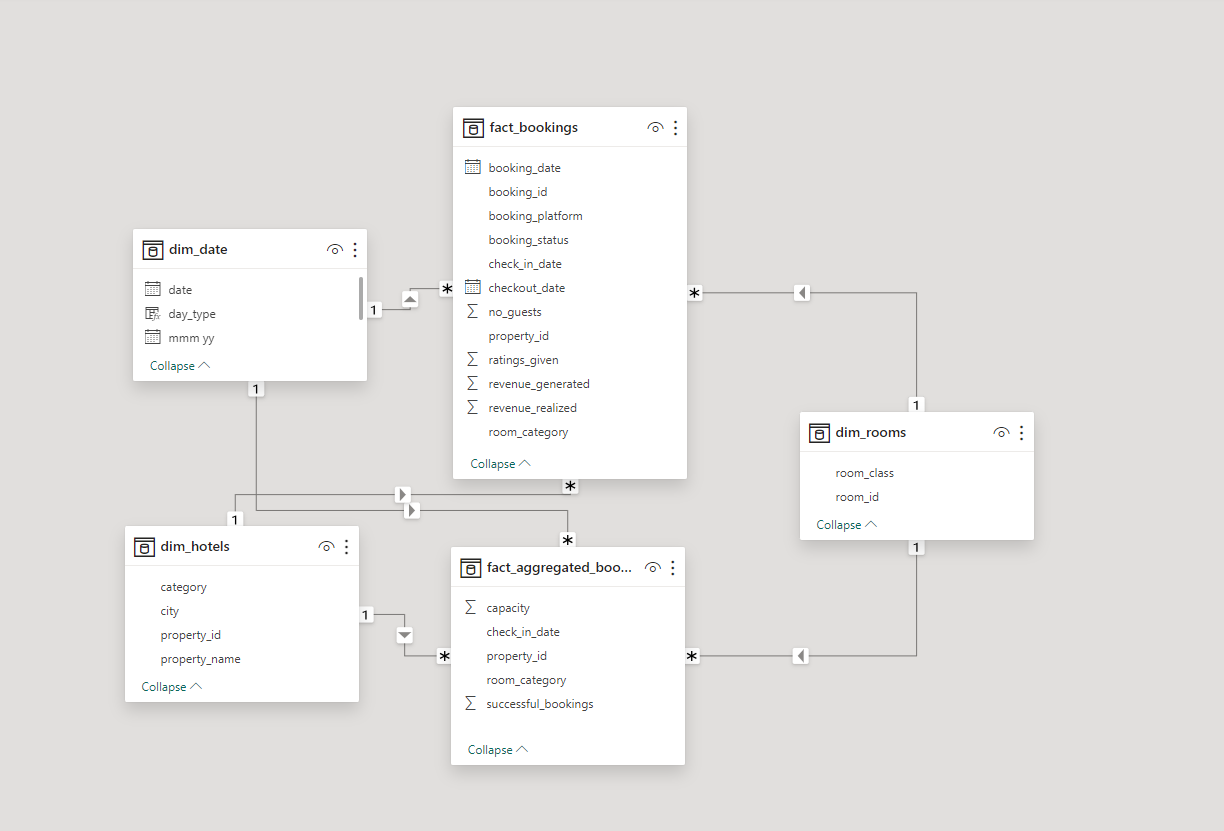 fact_bookings
booking_date
booking_id
booking_platform
booking_status
check_in_date
checkout_date
no_guests
property_id
ratings_given
revenue_generated
revenue_realized
room_category
Collapse
dim_date
date
day_type
mmm yy
Collapse
1
*
1
*
1
dim_rooms
room_class
room_id
Collapse
1
*
1
*
dim_hotels
category
city
property_id
property_name
Collapse
1
*
fact_aggregated_boo...
capacity
check_in_date
property_id
room_category
successful_bookings
Collapse
*